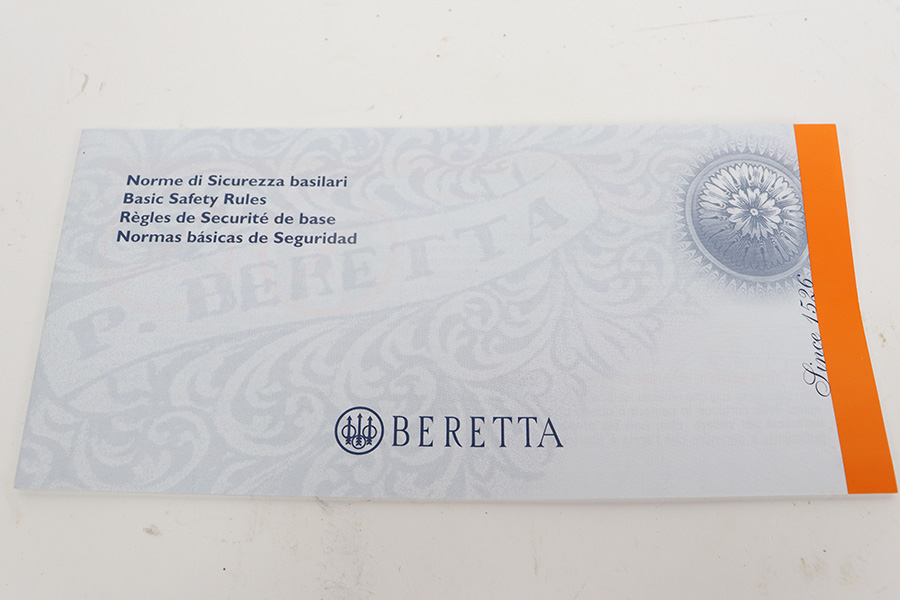 Norme di Sicurezza basilari
Basic Safety Rules
Règles de Securité de base
Normas básicas de Seguridad
P. BERETTA
Since 1526
BERETTA